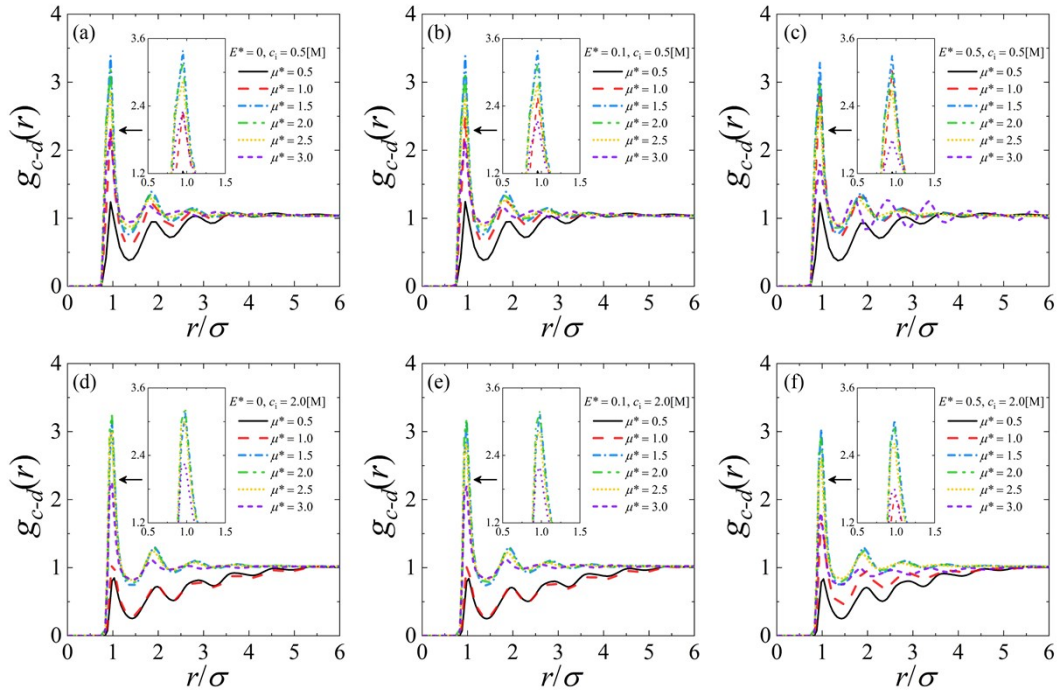 (a)
E* = 0, c_i = 0.5[M]
μ* = 0.5
μ* = 1.0
μ* = 1.5
μ* = 2.0
μ* = 2.5
μ* = 3.0
3.6
2.4
1.2
0.5 1.0 1.5
g_{c-d}(r)
4
3
2
1
0
0 1 2 3 4 5 6
r/σ
(b)
E* = 0.1, c_i = 0.5[M]
μ* = 0.5
μ* = 1.0
μ* = 1.5
μ* = 2.0
μ* = 2.5
μ* = 3.0
3.6
2.4
1.2
0.5 1.0 1.5
g_{c-d}(r)
4
3
2
1
0
0 1 2 3 4 5 6
r/σ
(c)
E* = 0.5, c_i = 0.5[M]
μ* = 0.5
μ* = 1.0
μ* = 1.5
μ* = 2.0
μ* = 2.5
μ* = 3.0
3.6
2.4
1.2
0.5 1.0 1.5
g_{c-d}(r)
4
3
2
1
0
0 1 2 3 4 5 6
r/σ
(d)
E* = 0, c_i = 2.0[M]
μ* = 0.5
μ* = 1.0
μ* = 1.5
μ* = 2.0
μ* = 2.5
μ* = 3.0
3.6
2.4
1.2
0.5 1.0 1.5
g_{c-d}(r)
4
3
2
1
0
0 1 2 3 4 5 6
r/σ
(e)
E* = 0.1, c_i = 2.0[M]
μ* = 0.5
μ* = 1.0
μ* = 1.5
μ* = 2.0
μ* = 2.5
μ* = 3.0
3.6
2.4
1.2
0.5 1.0 1.5
g_{c-d}(r)
4
3
2
1
0
0 1 2 3 4 5 6
r/σ
(f)
E* = 0.5, c_i = 2.0[M]
μ* = 0.5
μ* = 1.0
μ* = 1.5
μ* = 2.0
μ* = 2.5
μ* = 3.0
3.6
2.4
1.2
0.5 1.0 1.5
g_{c-d}(r)
4
3
2
1
0
0 1 2 3 4 5 6
r/σ